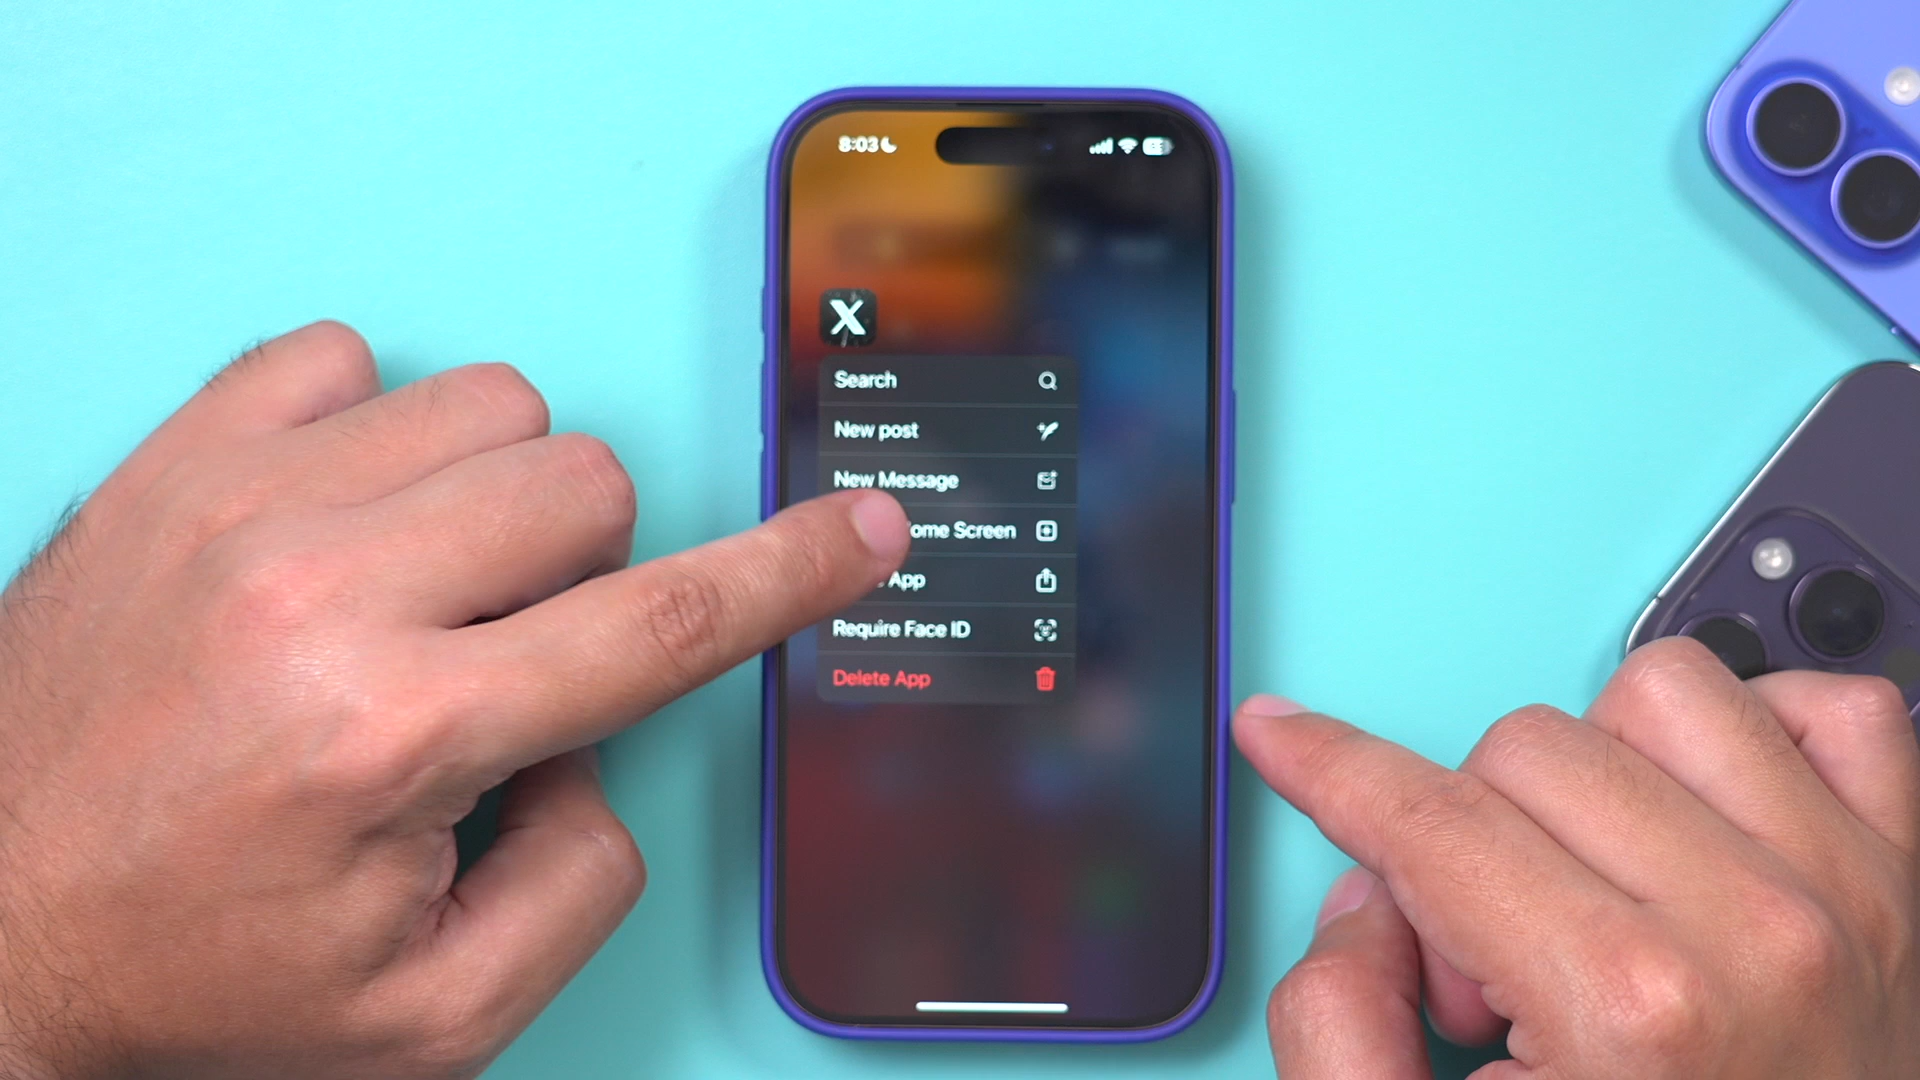 8:03
X
Search
New post
New Message
ome Screen
App
Require Face ID
Delete App